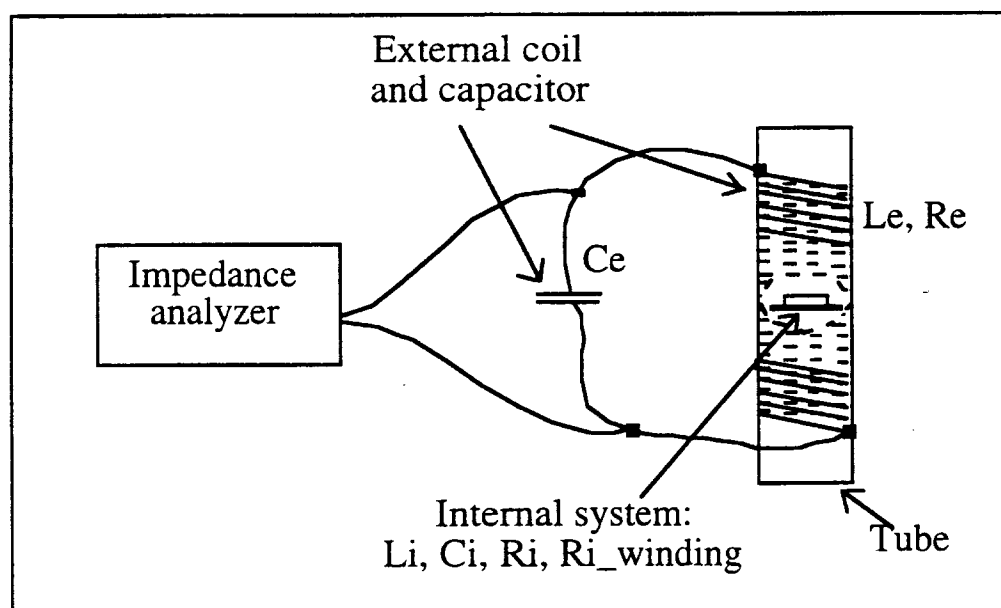 External coil
and capacitor
Le, Re
Ce
Impedance
analyzer
Internal system:
Li, Ci, Ri, Ri_winding
Tube